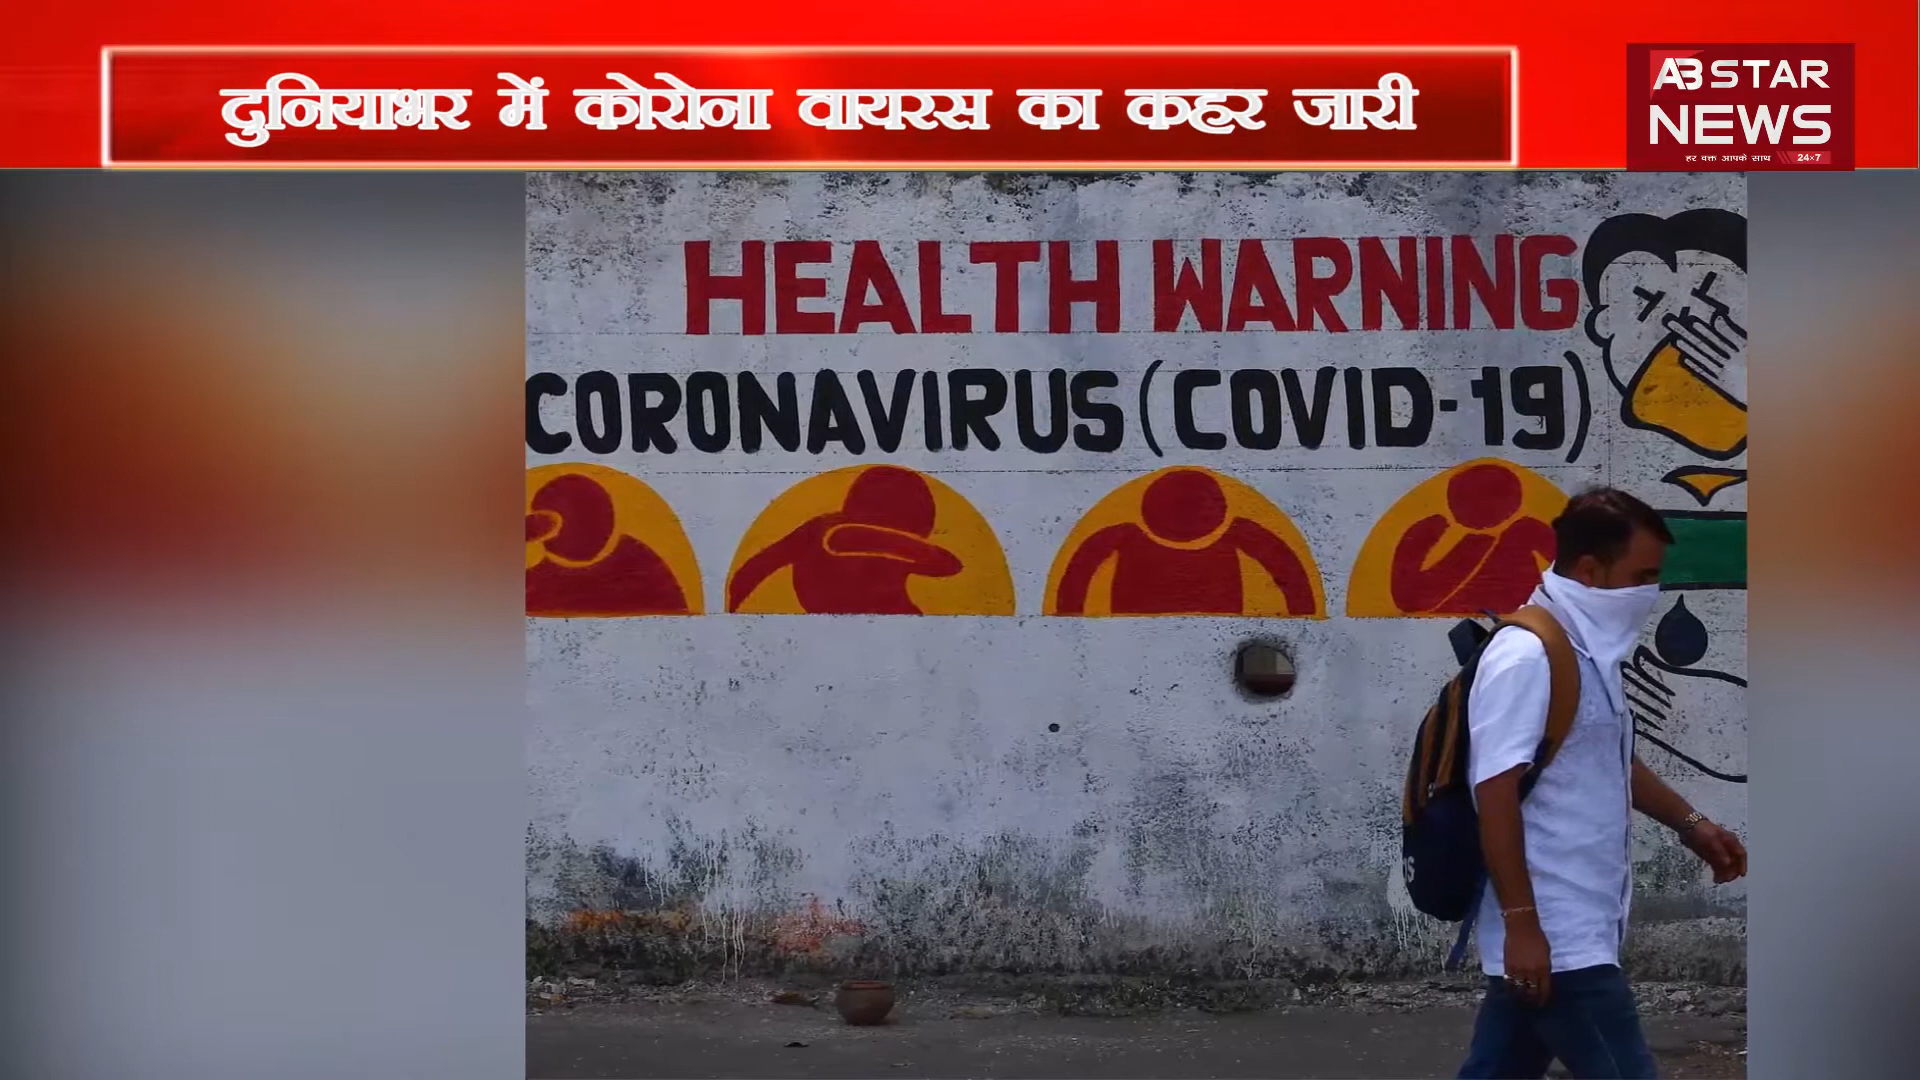 दुनियाभर में कोरोना वायरस का कहर जारी
AB STAR
NEWS
हर वक्त आपके साथ 24×7
HEALTH WARNING
CORONAVIRUS (COVID-19)